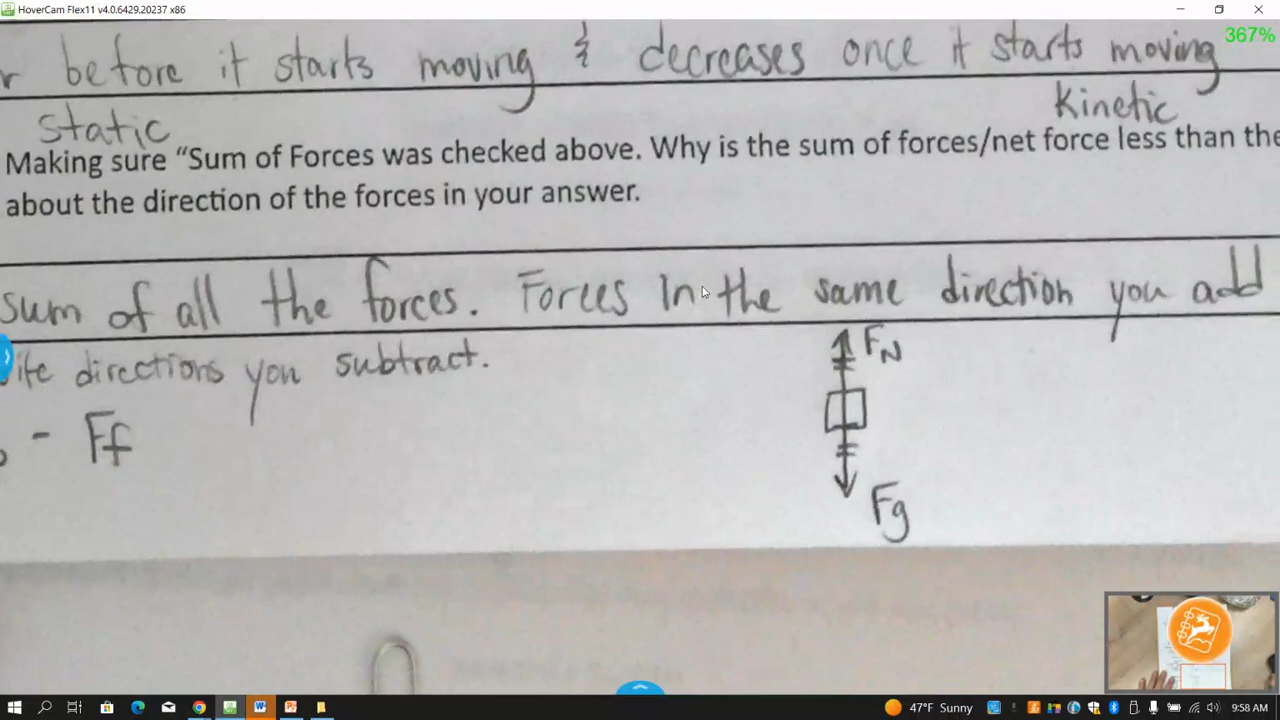 HoverCam Flex11 v4.0.6429.20237 x86
367%
r before it starts moving & decreases once it starts moving
static
kinetic
Making sure “Sum of Forces was checked above. Why is the sum of forces/net force less than the
about the direction of the forces in your answer.
sum of all the forces. Forces in the same direction you add
directions you subtract.
FN
- Ff
Fg
47°F Sunny
9:58 AM